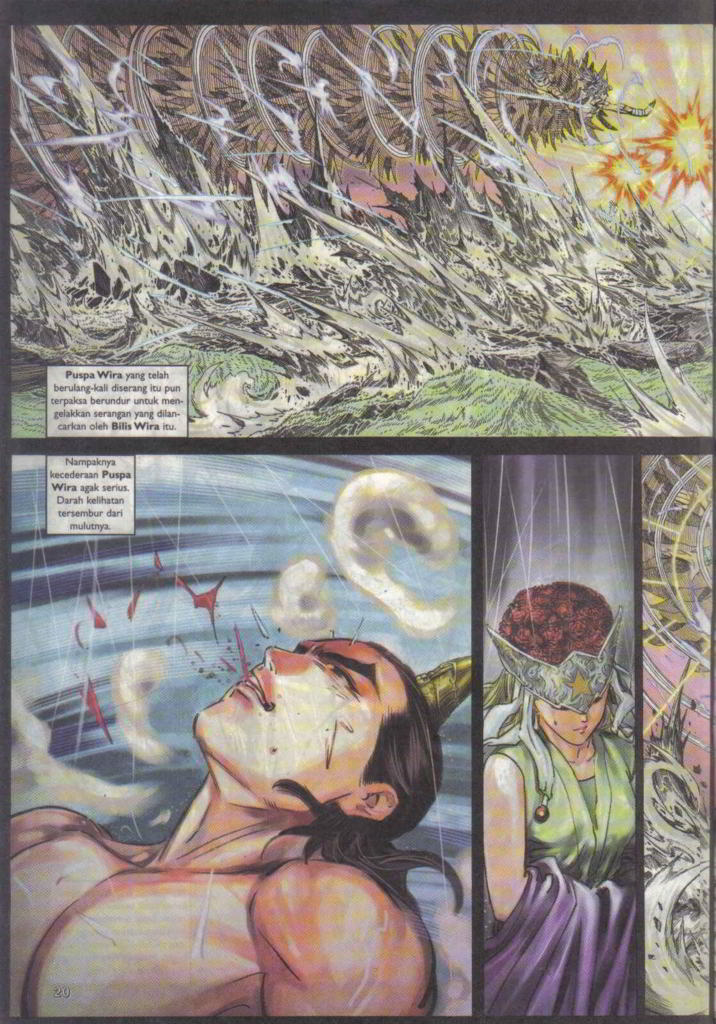 Puspa Wira yang telah
berulang-kali diserang itu pun
terpaksa berundur untuk men-
gelakkan serangan yang dilan-
carkan oleh Bilis Wira itu.
Nampaknya
kecederaan Puspa
Wira agak serius.
Darah kelihatan
tersembur dari
mulutnya.
20